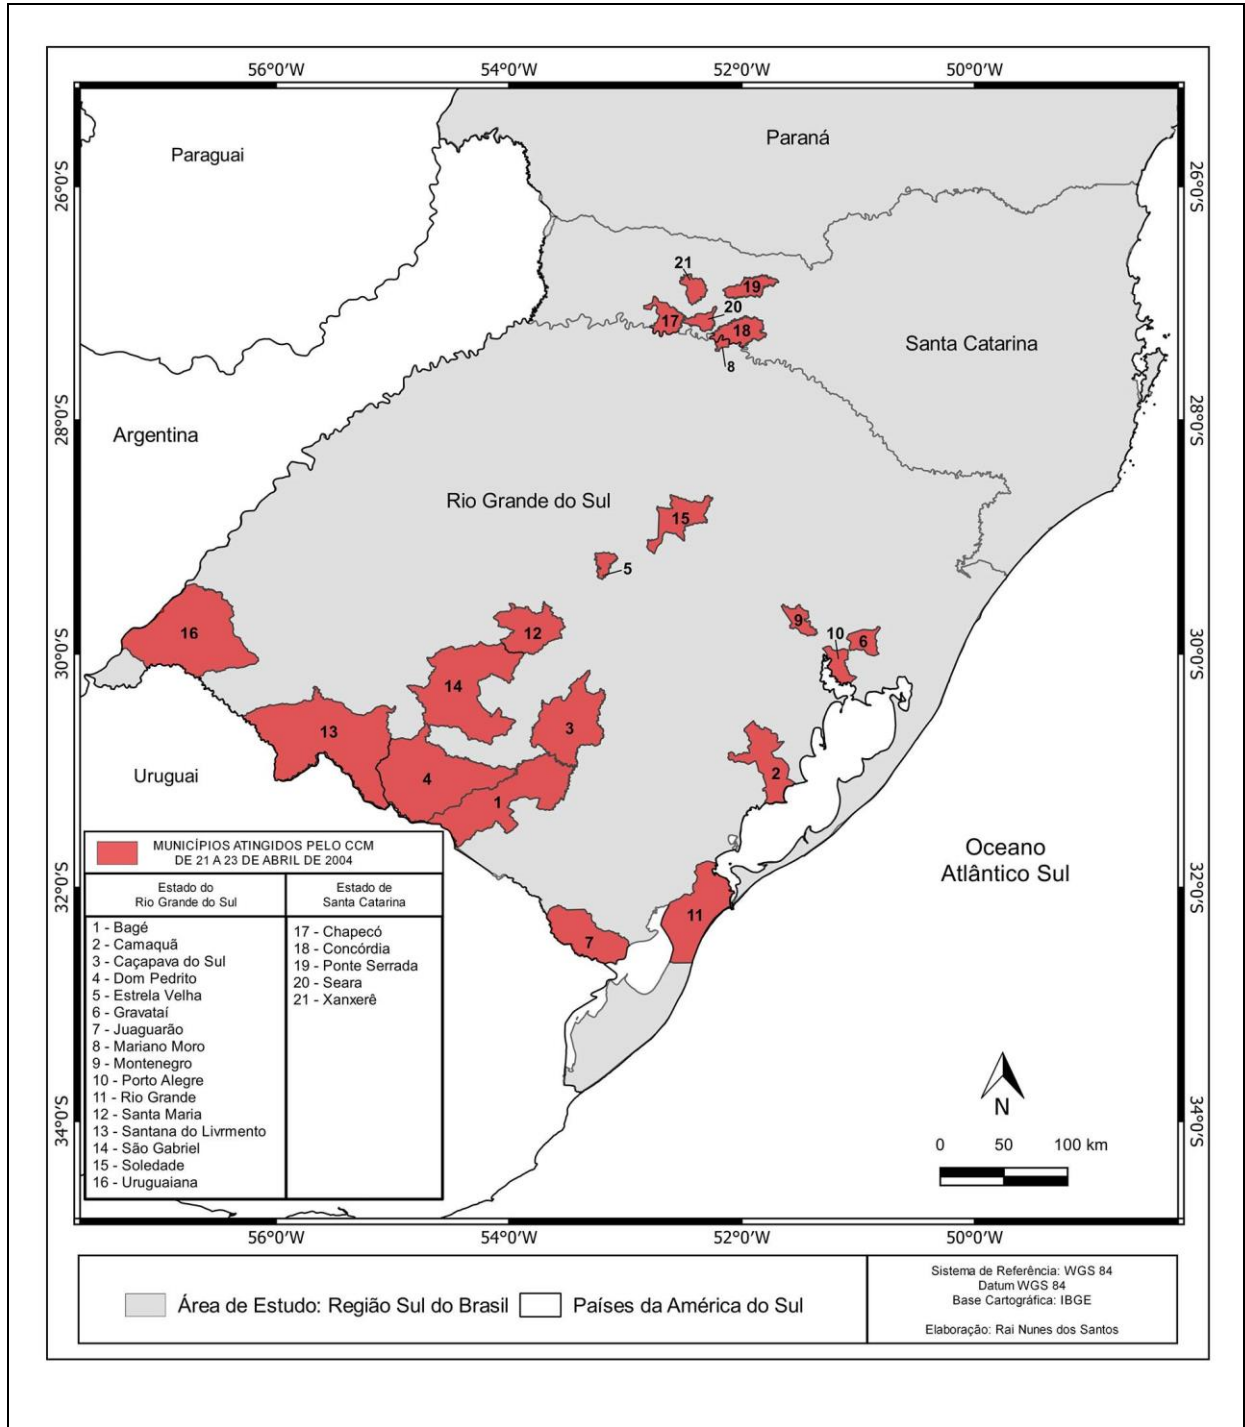 56°0'W 54°0'W 52°0'W 50°0'W
26°0'S
28°0'S
30°0'S
32°0'S
34°0'S
26°0'S
28°0'S
30°0'S
32°0'S
34°0'S
Paraguai
Paraná
21
19
20
17
18
8
Santa Catarina
Argentina
Rio Grande do Sul
15
5
16
12
9
10
6
14
3
13
4
2
1
Uruguai
11
7
Oceano
Atlântico Sul
MUNICÍPIOS ATINGIDOS PELO CCM
DE 21 A 23 DE ABRIL DE 2004
Estado do
Rio Grande do Sul
1 - Bagé
2 - Camaquã
3 - Caçapava do Sul
4 - Dom Pedrito
5 - Estrela Velha
6 - Gravataí
7 - Juaguarão
8 - Mariano Moro
9 - Montenegro
10 - Porto Alegre
11 - Rio Grande
12 - Santa Maria
13 - Santana do Livrmento
14 - São Gabriel
15 - Soledade
16 - Uruguaiana
Estado de
Santa Catarina
17 - Chapecó
18 - Concórdia
19 - Ponte Serrada
20 - Seara
21 - Xanxerê
N
0 50 100 km
56°0'W 54°0'W 52°0'W 50°0'W
Área de Estudo: Região Sul do Brasil
Países da América do Sul
Sistema de Referência: WGS 84
Datum WGS 84
Base Cartográfica: IBGE
Elaboração: Rai Nunes dos Santos